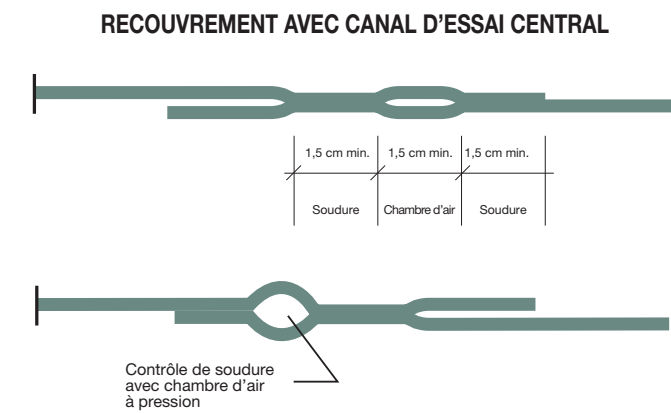 RECOUVREMENT AVEC CANAL D'ESSAI CENTRAL
1,5 cm min. 1,5 cm min. 1,5 cm min.
Soudure Chambre d'air Soudure
Contrôle de soudure
avec chambre d'air
à pression